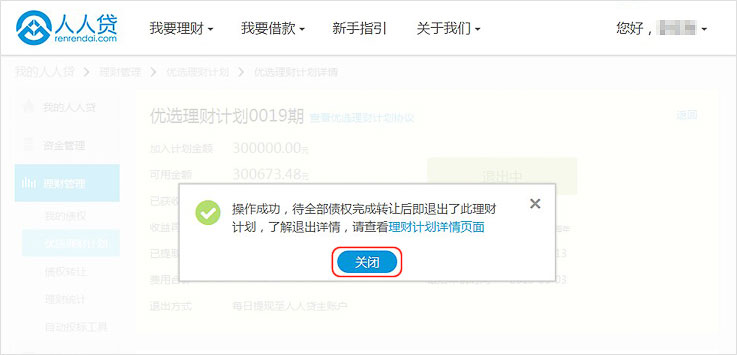 人人贷
renrendai.com
我要理财
我要借款
新手指引
关于我们
您好，
我的人人贷 > 理财管理 > 优选理财计划 > 优选理财计划详情
我的人人贷
资金管理
理财管理
我的债权
优选理财计划
债权转让
理财统计
自动投标工具
优选理财计划0019期 查看优选理财计划协议
返回
加入计划金额 300000.00元
可用金额 300673.48元
退出中
已获收
收益再
已提取
13
费用合
03
退出方式 每日提现至人人贷主账户
操作成功，待全部债权完成转让后即退出了此理财
计划，了解退出详情，请查看理财计划详情页面
关闭